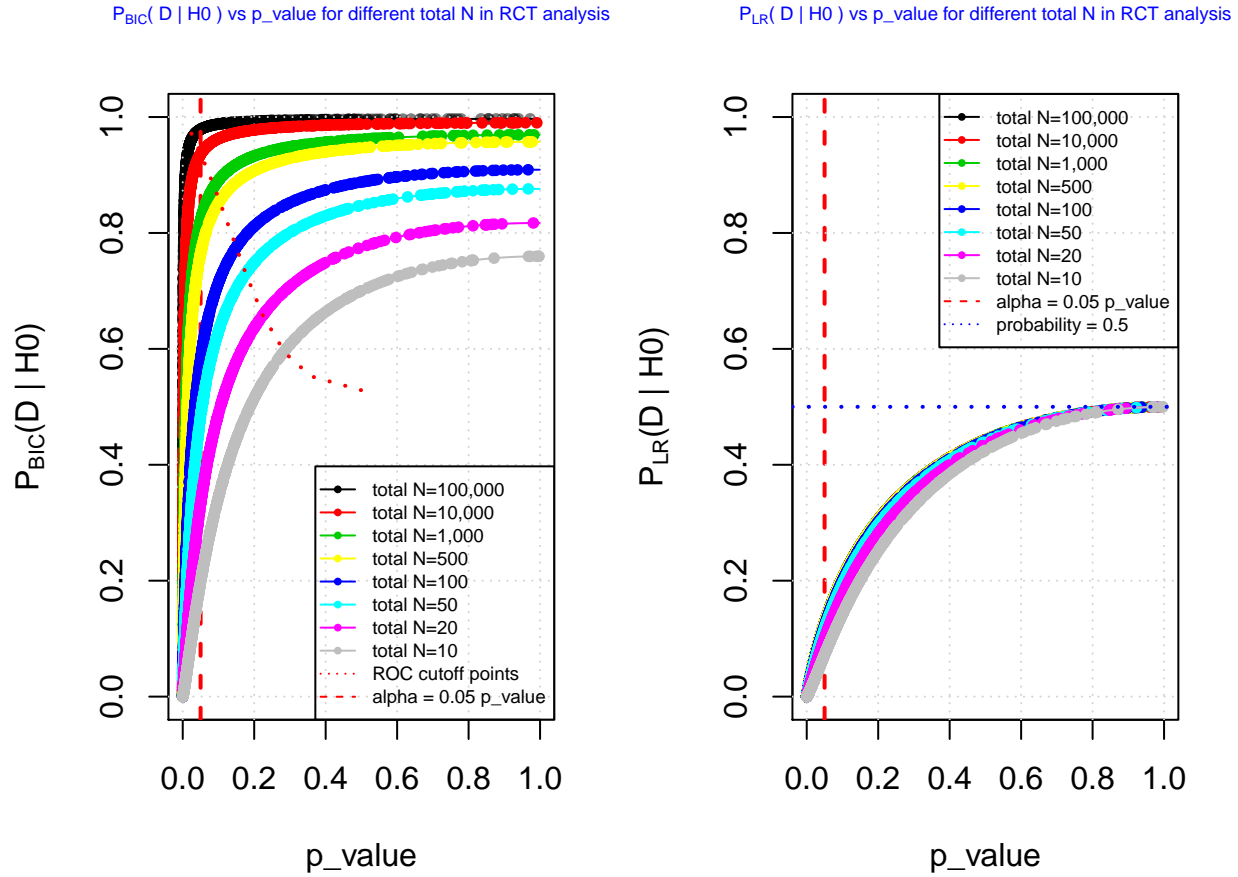 P_BIC( D | H0 ) vs p_value for different total N in RCT analysis
P_BIC(D | H0)
1.0
0.8
0.6
0.4
0.2
0.0
total N=100,000
total N=10,000
total N=1,000
total N=500
total N=100
total N=50
total N=20
total N=10
ROC cutoff points
alpha = 0.05 p_value
0.0 0.2 0.4 0.6 0.8 1.0
p_value
P_LR( D | H0 ) vs p_value for different total N in RCT analysis
P_LR(D | H0)
1.0
0.8
0.6
0.4
0.2
0.0
total N=100,000
total N=10,000
total N=1,000
total N=500
total N=100
total N=50
total N=20
total N=10
alpha = 0.05 p_value
probability = 0.5
0.0 0.2 0.4 0.6 0.8 1.0
p_value